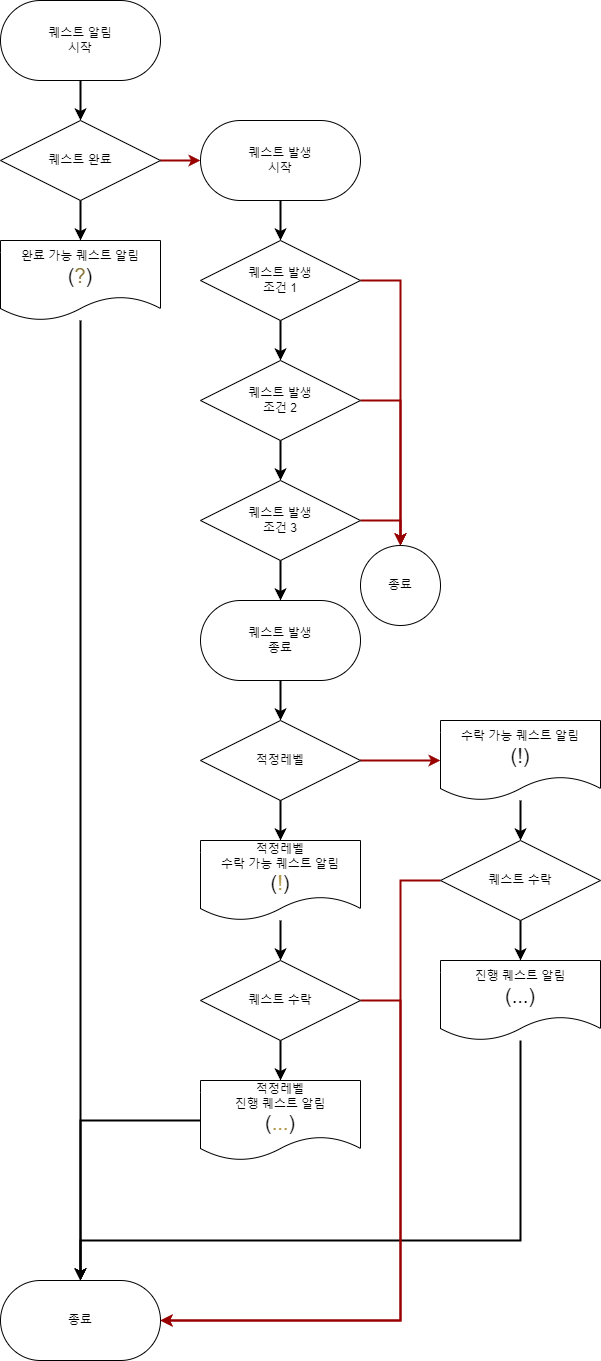 퀘스트 알림
시작
퀘스트 완료
퀘스트 발생
시작
완료 가능 퀘스트 알림
(?)
퀘스트 발생
조건 1
퀘스트 발생
조건 2
퀘스트 발생
조건 3
종료
퀘스트 발생
종료
적정레벨
수락 가능 퀘스트 알림
(!)
적정레벨
수락 가능 퀘스트 알림
(!)
퀘스트 수락
퀘스트 수락
진행 퀘스트 알림
(...)
적정레벨
진행 퀘스트 알림
(...)
종료